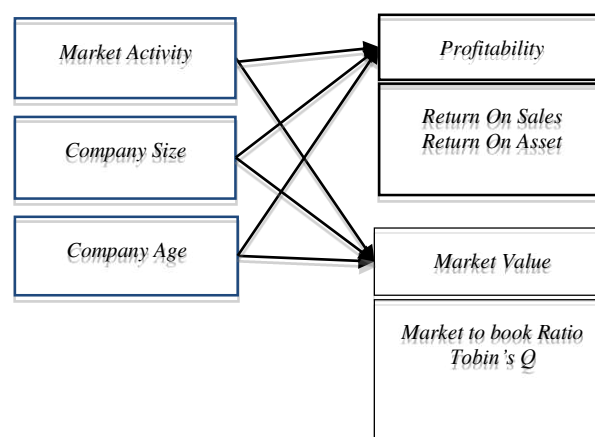 Market Activity
Company Size
Company Age
Profitability
Return On Sales
Return On Asset
Market Value
Market to book Ratio
Tobin's Q